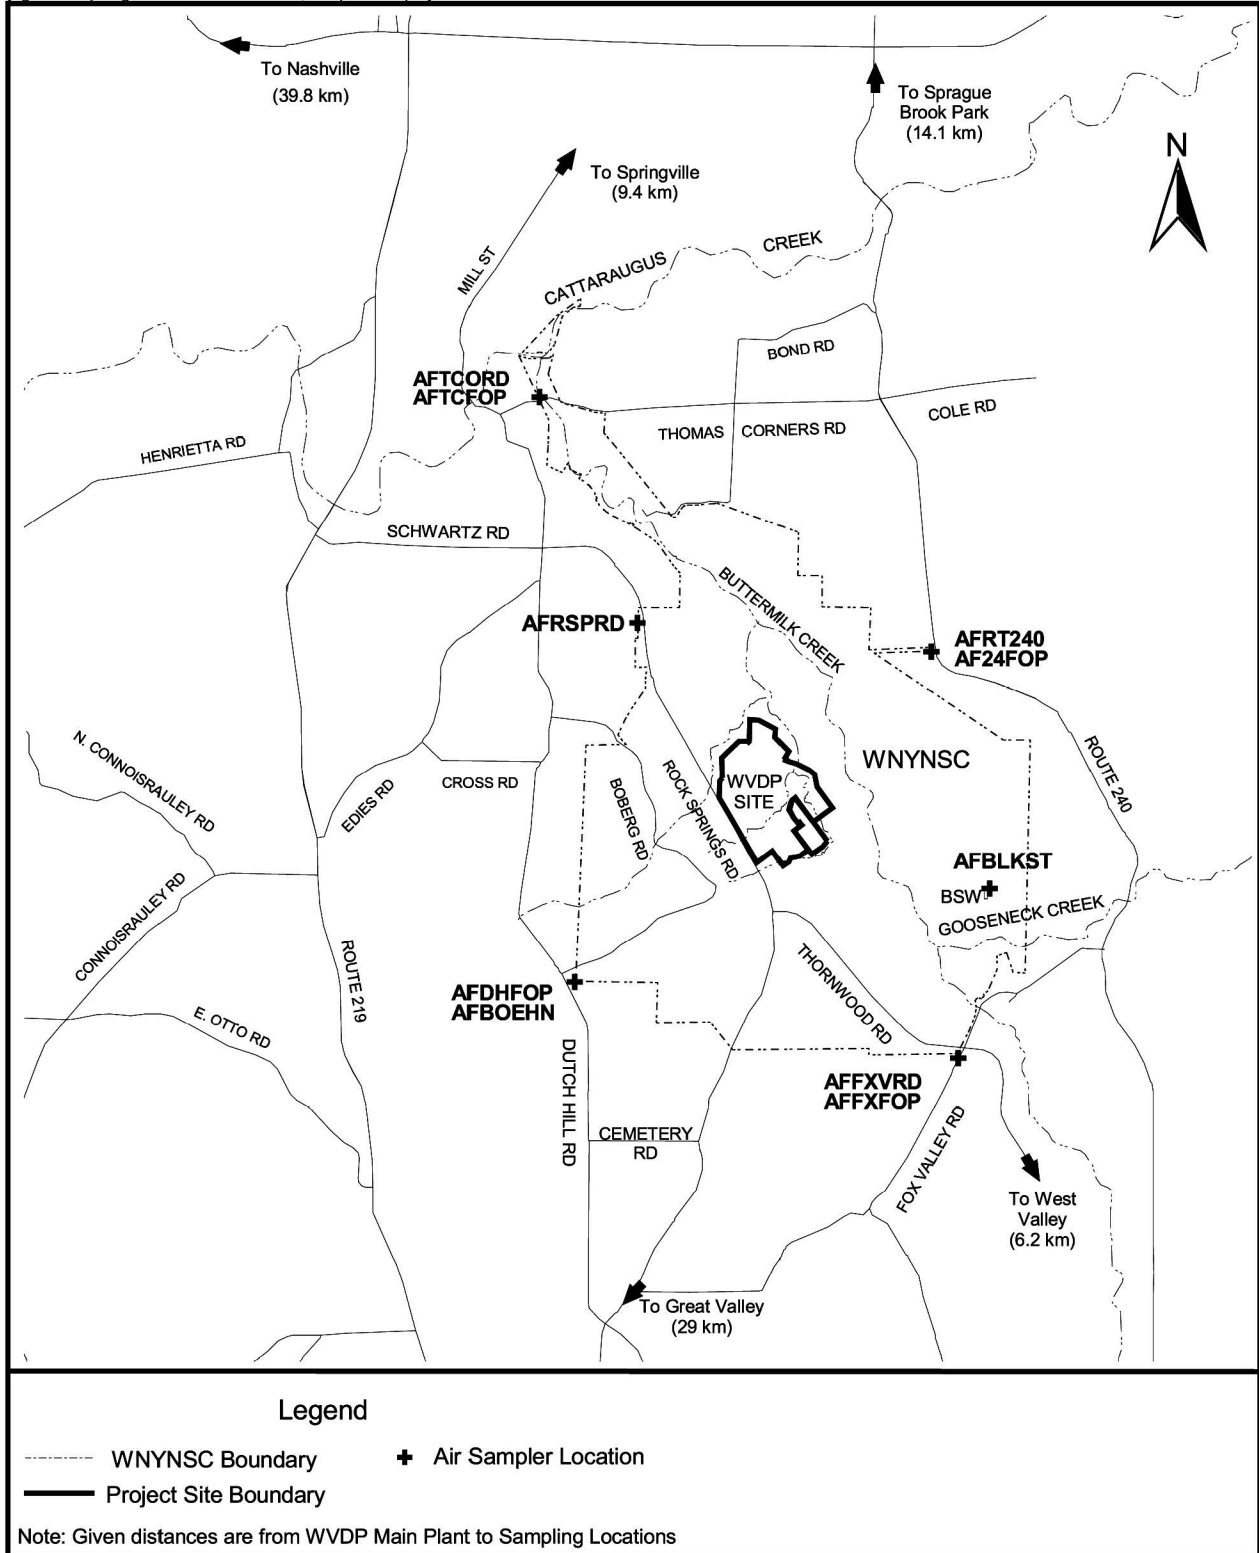 To Nashville
(39.8 km)
To Sprague
Brook Park
(14.1 km)
N
To Springville
(9.4 km)
MILL ST
CATTARAUGUS
CREEK
BOND RD
AFTCORD
AFTCFOP
COLE RD
THOMAS
CORNERS RD
HENRIETTA RD
SCHWARTZ RD
BUTTERMILK CREEK
AFRSPRD
AFRT240
AF24FOP
N. CONNOISRAULEY RD
EDIES RD
CROSS RD
BOBERG RD
ROCK SPRINGS RD
WVDP
SITE
WNYNSC
ROUTE 240
AFBLKST
BSWT
GOOSENECK CREEK
CONNOISRAULEY RD
ROUTE 219
THORNWOOD RD
AFDHFOP
AFBOEHN
E. OTTO RD
DUTCH HILL RD
AFFXVRD
AFFXFOP
CEMETERY
RD
FOX VALLEY RD
To West
Valley
(6.2 km)
To Great Valley
(29 km)
Legend
WNYNSC Boundary
Air Sampler Location
Project Site Boundary
Note: Given distances are from WVDP Main Plant to Sampling Locations